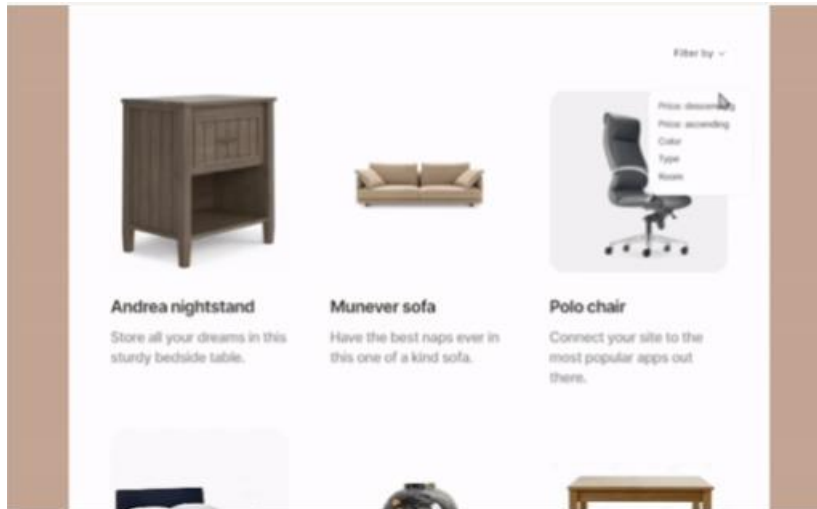 Filter by
Price: descending
Price: ascending
Color
Type
Room
Andrea nightstand
Munever sofa
Polo chair
Store all your dreams in this
sturdy bedside table.
Have the best naps ever in
this one of a kind sofa.
Connect your site to the
most popular apps out
there.